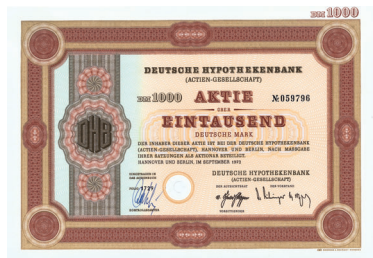 DM 1000
DEUTSCHE HYPOTHEKENBANK
(ACTIEN-GESELLSCHAFT)
DM 1000 AKTIE № 059796
ÜBER
EINTAUSEND
DEUTSCHE MARK
DER INHABER DIESER AKTIE IST BEI DER DEUTSCHE HYPOTHEKENBANK
(ACTIEN-GESELLSCHAFT), HANNOVER UND BERLIN, NACH MASSGABE
IHRER SATZUNGEN ALS AKTIONÄR BETEILIGT.
HANNOVER UND BERLIN, IM SEPTEMBER 1973
DHB
DEUTSCHE HYPOTHEKENBANK
(ACTIEN-GESELLSCHAFT)
DER AUFSICHTSRAT DER VORSTAND